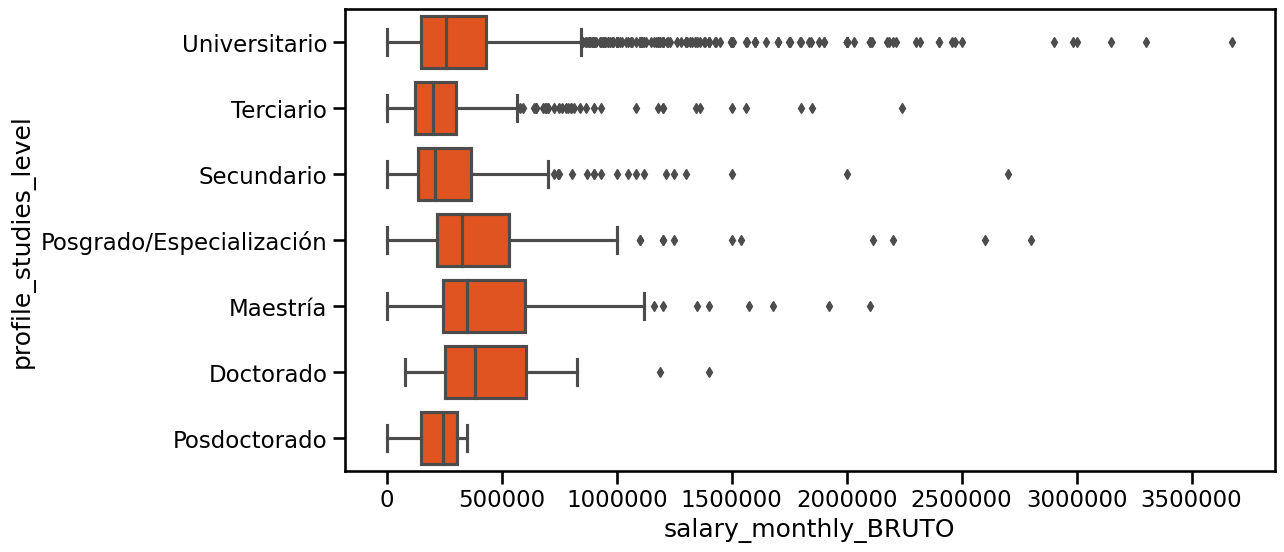 profile_studies_level
Universitario
Terciario
Secundario
Posgrado/Especialización
Maestría
Doctorado
Posdoctorado
0 500000 1000000 1500000 2000000 2500000 3000000 3500000
salary_monthly_BRUTO